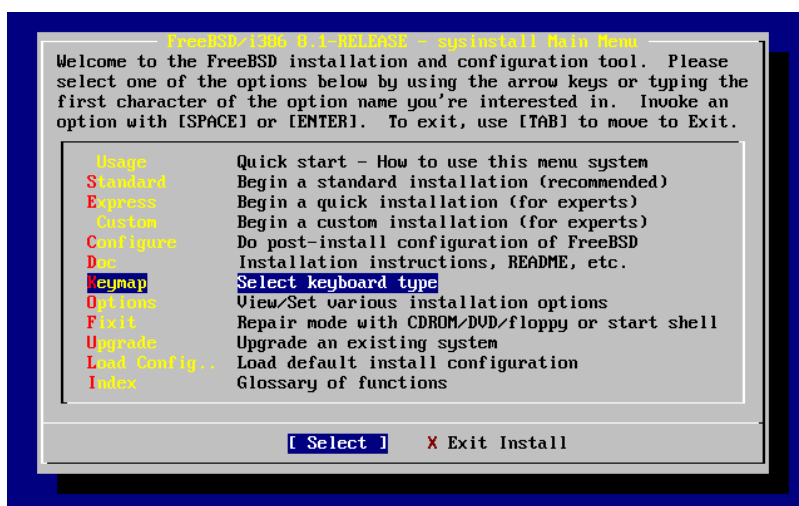 FreeBSD/i386 8.1-RELEASE - sysinstall Main Menu
Welcome to the FreeBSD installation and configuration tool.  Please
select one of the options below by using the arrow keys or typing the
first character of the option name you're interested in.  Invoke an
option with [SPACE] or [ENTER].  To exit, use [TAB] to move to Exit.
Usage Quick start - How to use this menu system
Standard Begin a standard installation (recommended)
Express Begin a quick installation (for experts)
Custom Begin a custom installation (for experts)
Configure Do post-install configuration of FreeBSD
Doc Installation instructions, README, etc.
Keymap Select keyboard type
Options View/Set various installation options
Fixit Repair mode with CDROM/DVD/floppy or start shell
Upgrade Upgrade an existing system
Load Config.. Load default install configuration
Index Glossary of functions
[ Select ] X Exit Install